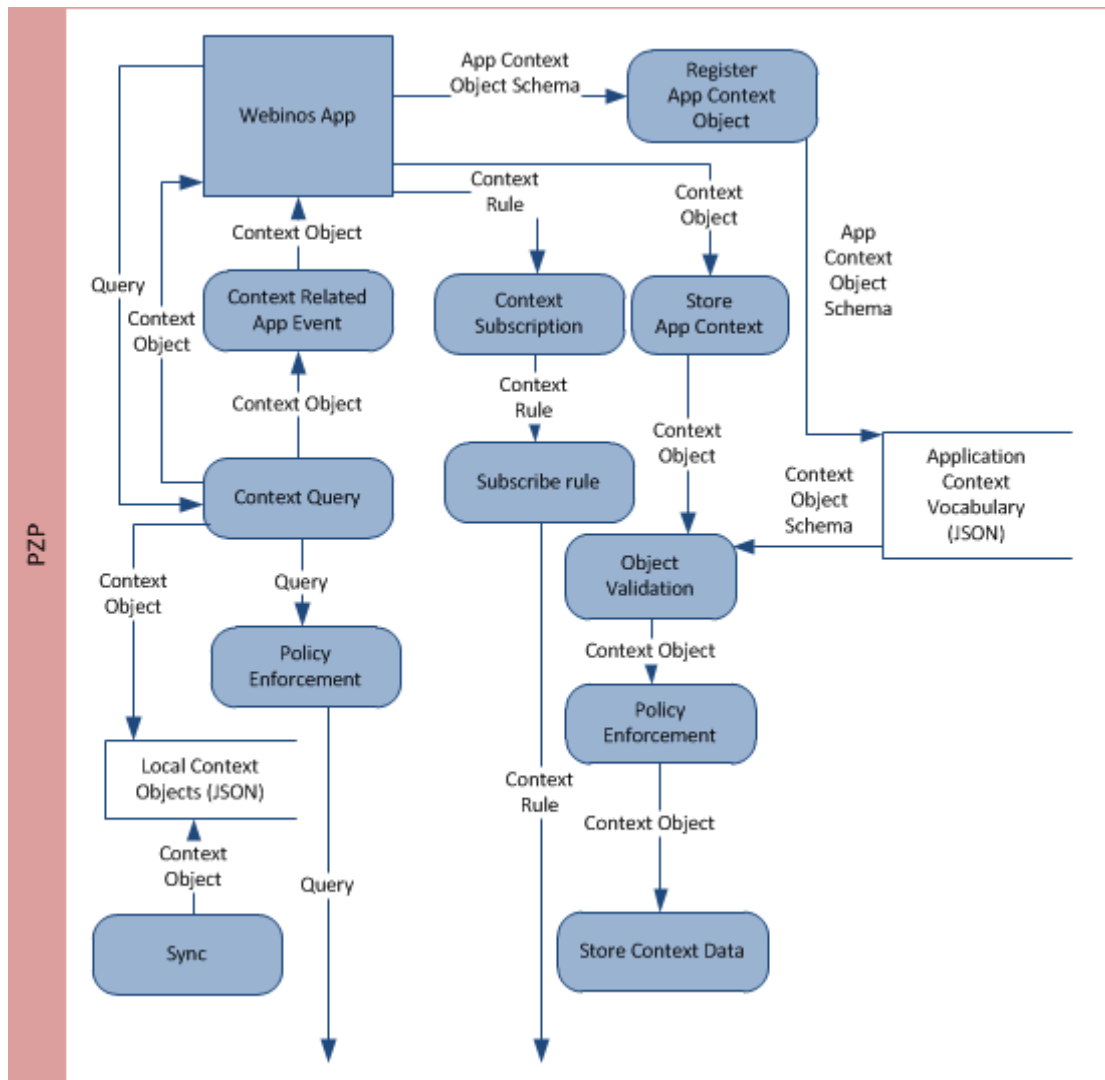 PZP
Webinos App
App Context
Object Schema
Register
App Context
Object
Context
Rule
Context
Object
Context Object
App
Context
Object
Schema
Query
Context
Object
Context Related
App Event
Context
Subscription
Store
App Context
Context Object
Context
Rule
Context
Object
Context Query
Subscribe rule
Context
Object
Schema
Application
Context
Vocabulary
(JSON)
Context
Object
Query
Object
Validation
Policy
Enforcement
Context Object
Policy
Enforcement
Local Context
Objects (JSON)
Context
Rule
Context Object
Context
Object
Query
Sync
Store Context Data